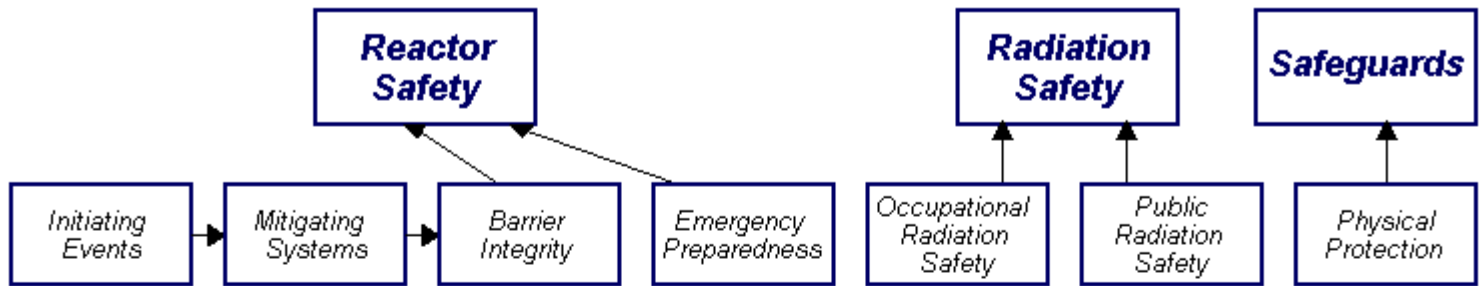 Reactor
Safety
Radiation
Safety
Safeguards
Initiating
Events
Mitigating
Systems
Barrier
Integrity
Emergency
Preparedness
Occupational
Radiation
Safety
Public
Radiation
Safety
Physical
Protection